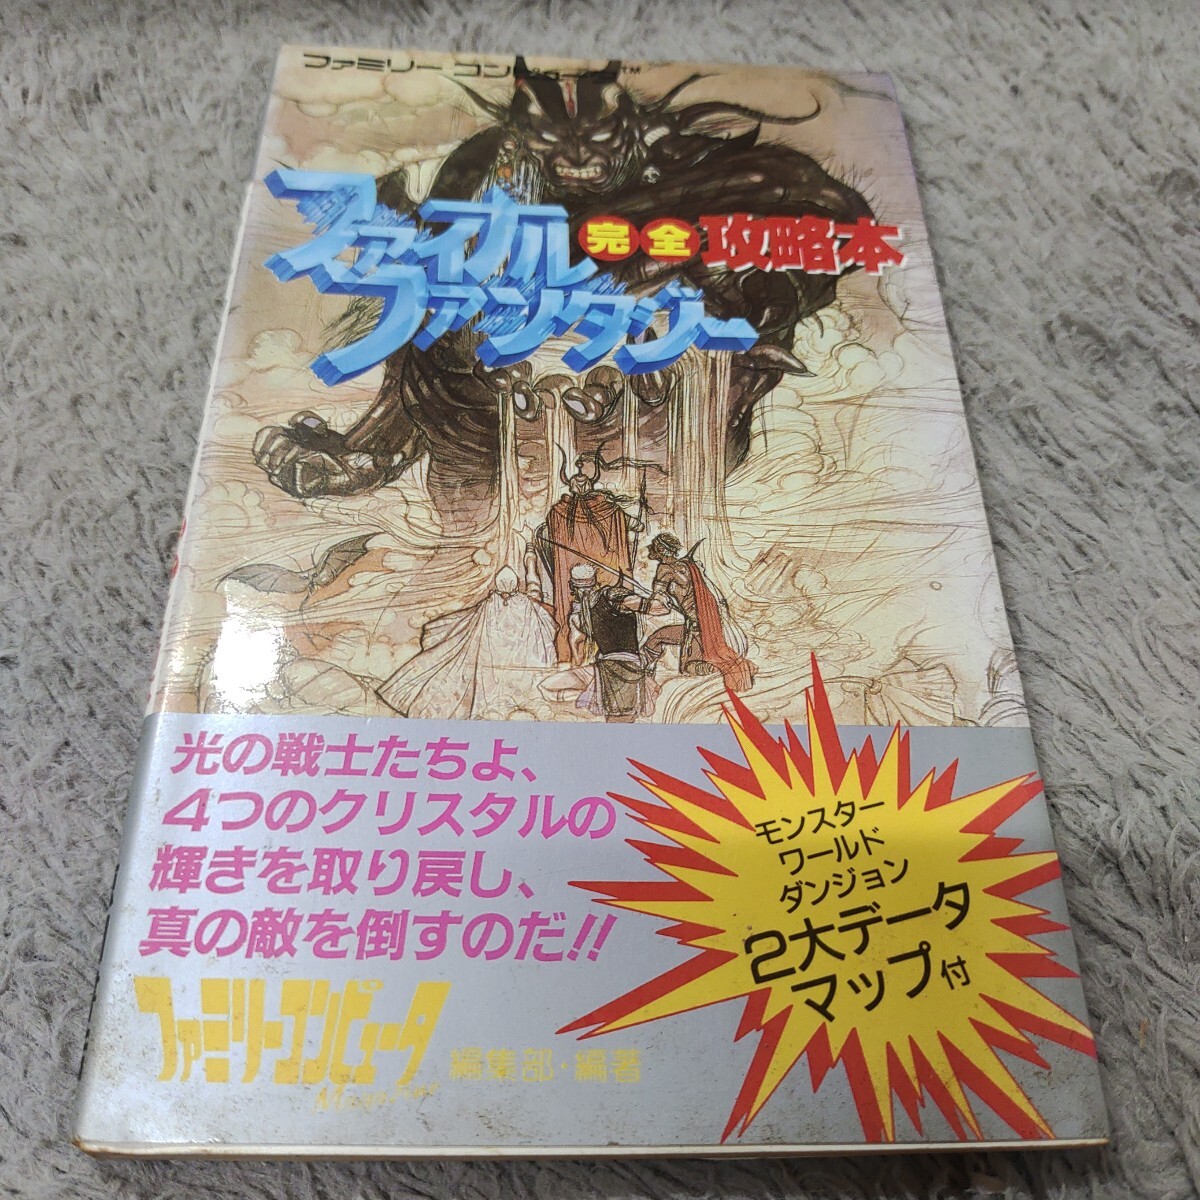 ファミリーコンピュータ™
ファイナル
ファンタジー
完全攻略本
光の戦士たちよ、
4つのクリスタルの
輝きを取り戻し、
真の敵を倒すのだ!!
モンスター
ワールド
ダンジョン
2大データ
マップ付
ファミリーコンピュータ
Magazine
編集部・編著